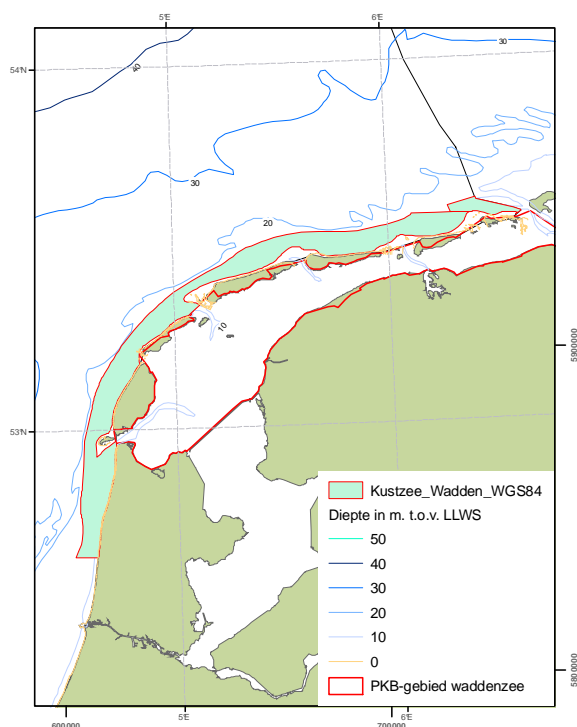 5°E 6°E
54°N
40
30
30
20
10
53°N
5900000
Kustzee_Wadden_WGS84
Diepte in m. t.o.v. LLWS
50
40
30
20
10
0
PKB-gebied waddenzee
5800000
600000 5°E 700000 6°E